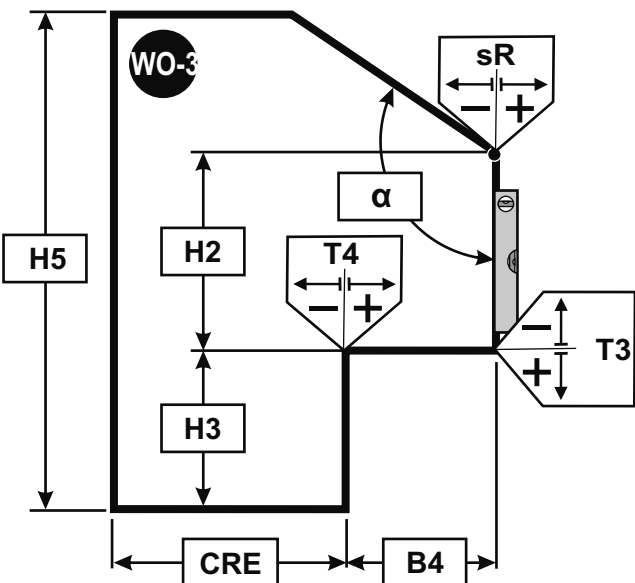 WO-3
sR
− +
α
H5
H2
T4
− +
−
T3
+
H3
CRE
B4